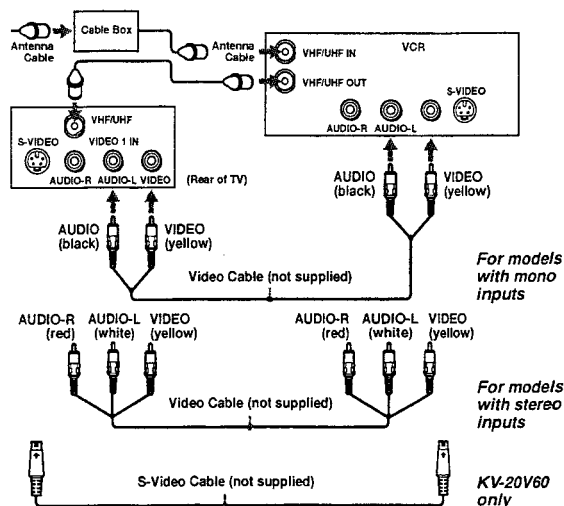 Cable Box
Antenna
Cable
Antenna
Cable
VHF/UHF IN
VCR
VHF/UHF OUT
S-VIDEO
AUDIO-R AUDIO-L
VHF/UHF
S-VIDEO
VIDEO 1 IN
AUDIO-R AUDIO-L VIDEO
(Rear of TV)
AUDIO
(black)
VIDEO
(yellow)
AUDIO
(black)
VIDEO
(yellow)
Video Cable (not supplied)
For models
with mono
inputs
AUDIO-R
(red)
AUDIO-L
(white)
VIDEO
(yellow)
AUDIO-R
(red)
AUDIO-L
(white)
VIDEO
(yellow)
Video Cable (not supplied)
For models
with stereo
inputs
S-Video Cable (not supplied)
KV-20V60
only